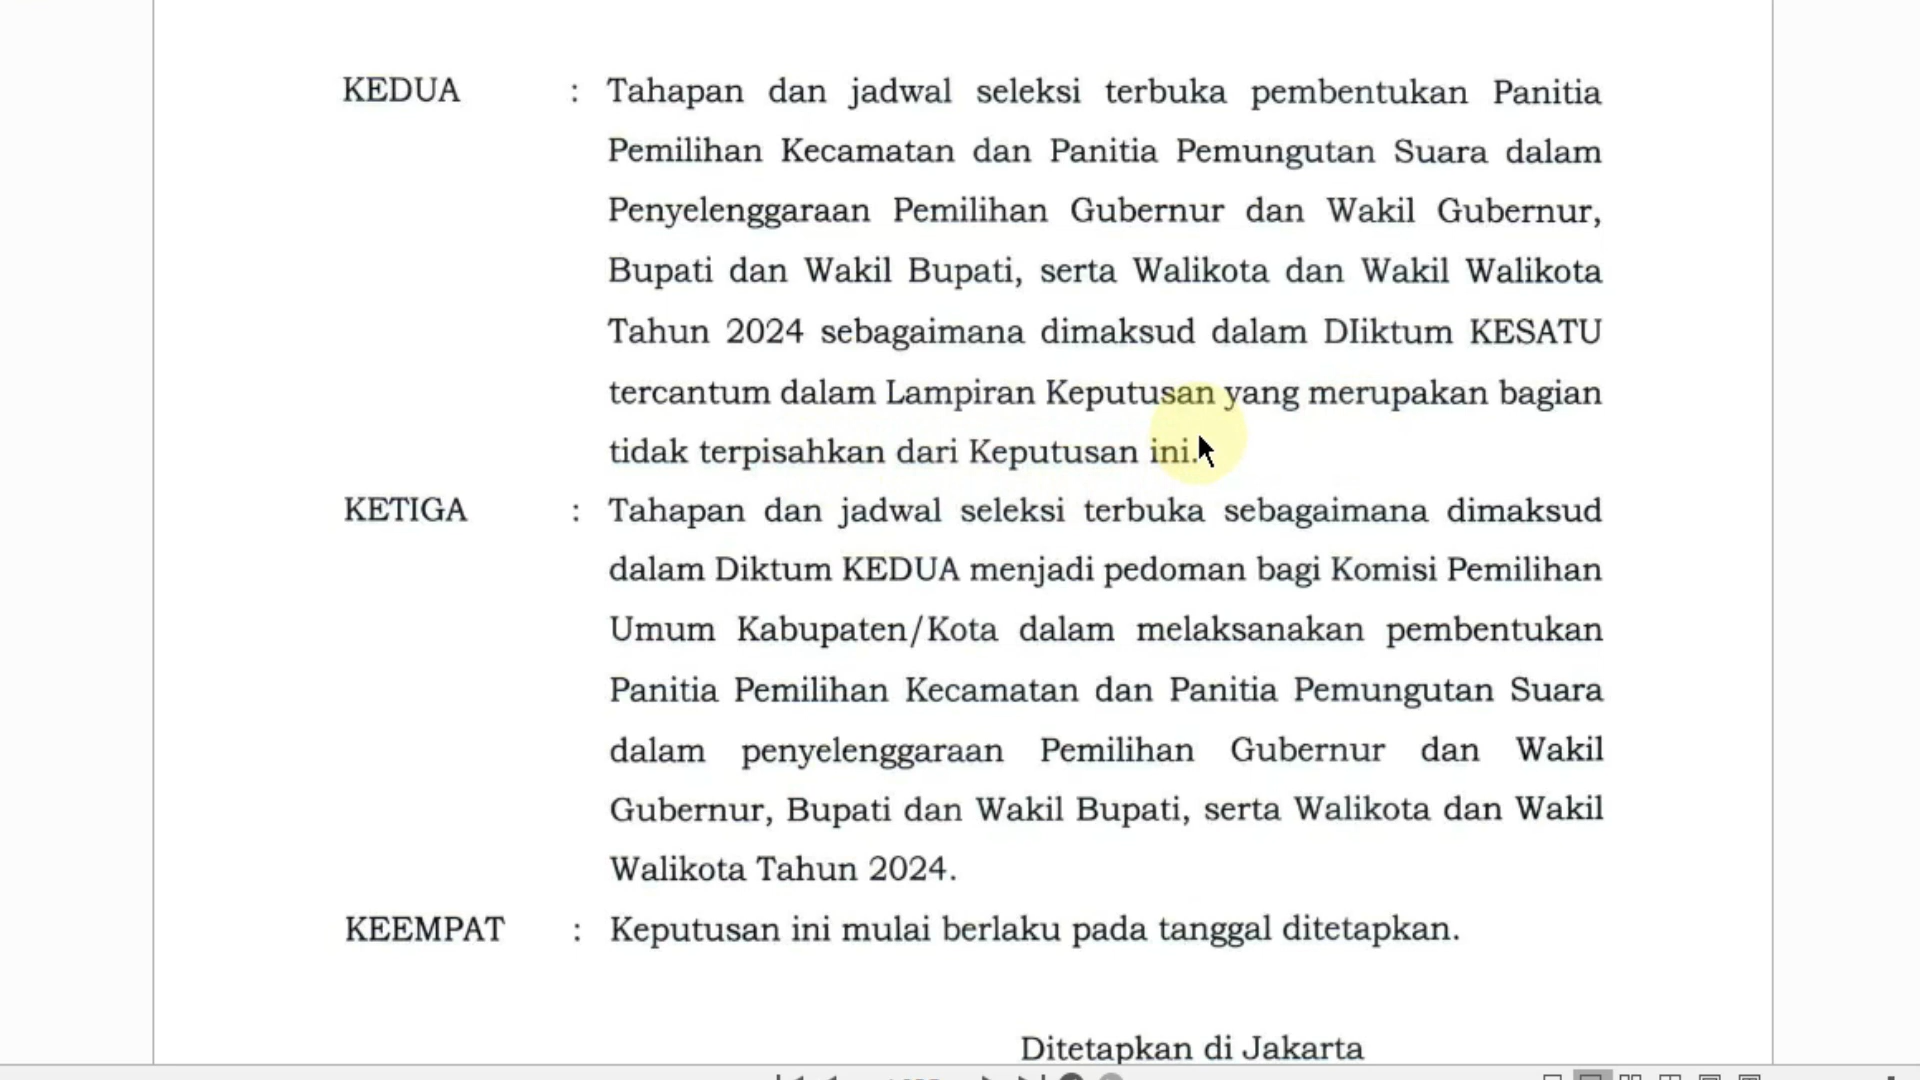 KEDUA : Tahapan dan jadwal seleksi terbuka pembentukan Panitia
Pemilihan Kecamatan dan Panitia Pemungutan Suara dalam
Penyelenggaraan Pemilihan Gubernur dan Wakil Gubernur,
Bupati dan Wakil Bupati, serta Walikota dan Wakil Walikota
Tahun 2024 sebagaimana dimaksud dalam DIiktum KESATU
tercantum dalam Lampiran Keputusan yang merupakan bagian
tidak terpisahkan dari Keputusan ini.
KETIGA : Tahapan dan jadwal seleksi terbuka sebagaimana dimaksud
dalam Diktum KEDUA menjadi pedoman bagi Komisi Pemilihan
Umum Kabupaten/Kota dalam melaksanakan pembentukan
Panitia Pemilihan Kecamatan dan Panitia Pemungutan Suara
dalam penyelenggaraan Pemilihan Gubernur dan Wakil
Gubernur, Bupati dan Wakil Bupati, serta Walikota dan Wakil
Walikota Tahun 2024.
KEEMPAT : Keputusan ini mulai berlaku pada tanggal ditetapkan.
Ditetapkan di Jakarta